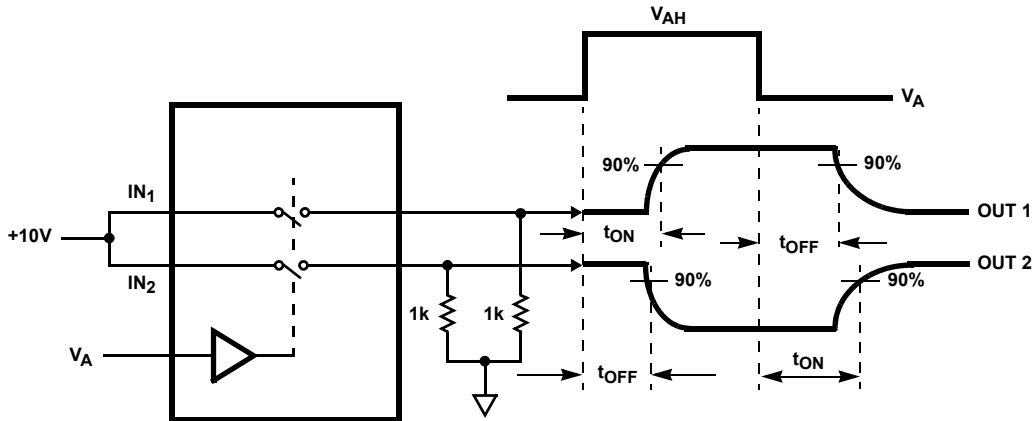 VAH
VA
90%
90%
IN1
OUT 1
+10V
tON
tOFF
OUT 2
IN2
90%
90%
1k
1k
VA
tOFF
tON